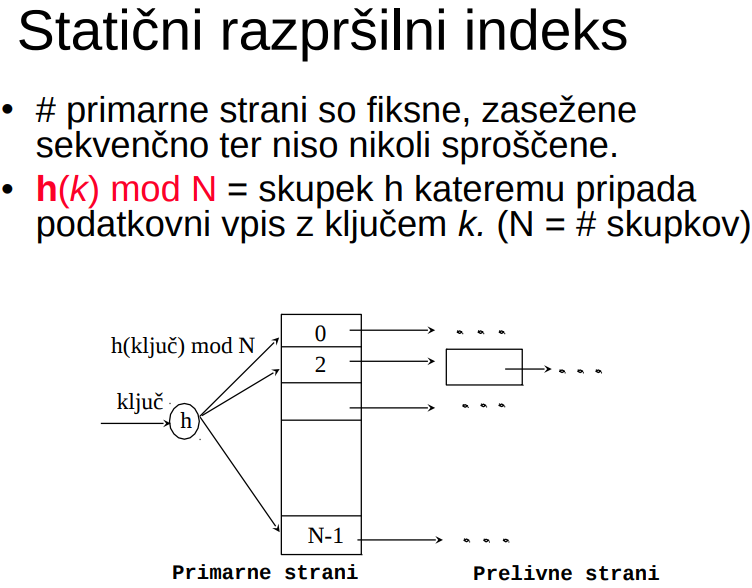 Statični razpršilni indeks
• # primarne strani so fiksne, zasežene
sekvenčno ter niso nikoli sproščene.
• h(k) mod N = skupek h kateremu pripada
podatkovni vpis z ključem k. (N = # skupkov)
h(ključ) mod N
ključ
h
0
2
N-1
Primarne strani
Prelivne strani